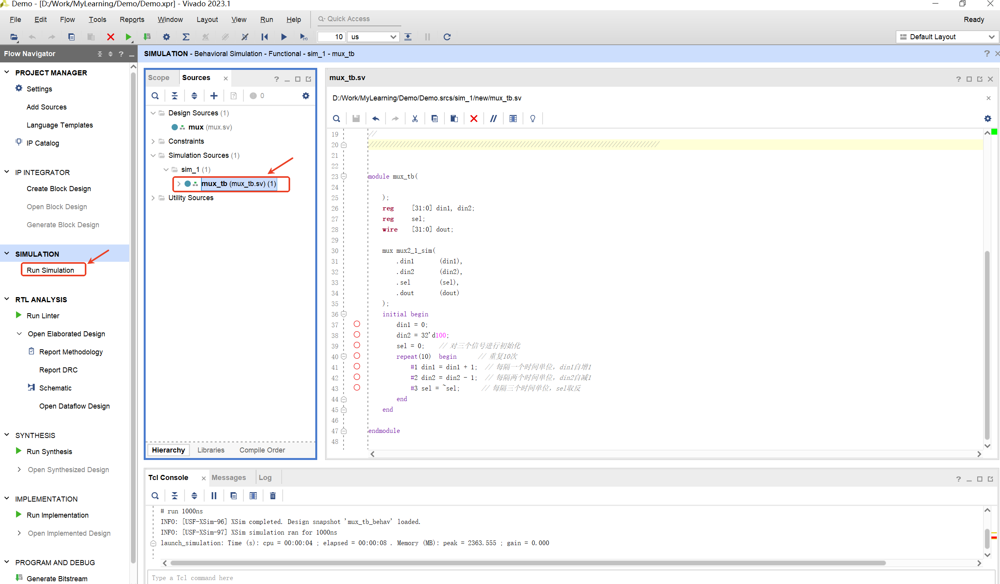 Demo - [D:/Work/MyLearning/Demo/Demo.xpr] - Vivado 2023.1
File Edit Flow Tools Reports Window Layout View Run Help Quick Access Ready
10 us Default Layout
Flow Navigator
PROJECT MANAGER
Settings
Add Sources
Language Templates
IP Catalog
IP INTEGRATOR
Create Block Design
Open Block Design
Generate Block Design
SIMULATION
Run Simulation
RTL ANALYSIS
Run Linter
Open Elaborated Design
Report Methodology
Report DRC
Schematic
Open Dataflow Design
SYNTHESIS
Run Synthesis
Open Synthesized Design
IMPLEMENTATION
Run Implementation
Open Implemented Design
PROGRAM AND DEBUG
Generate Bitstream
SIMULATION - Behavioral Simulation - Functional - sim_1 - mux_tb
Scope Sources
0
Design Sources (1)
mux (mux.sv)
Constraints
Simulation Sources (1)
sim_1 (1)
mux_tb (mux_tb.sv) (1)
Utility Sources
Hierarchy Libraries Compile Order
mux_tb.sv
D:/Work/MyLearning/Demo/Demo.srcs/sim_1/new/mux_tb.sv
19 //
20 //////////////////////////////////////////////////////////////////////////////////
21
22
23 module mux_tb(
24
25 );
26 reg [31:0] din1, din2;
27 reg sel;
28 wire [31:0] dout;
29
30 mux mux2_1_sim(
31 .din1 (din1),
32 .din2 (din2),
33 .sel (sel),
34 .dout (dout)
35 );
36 initial begin
37 din1 = 0;
38 din2 = 32'd100;
39 sel = 0; // 对三个信号进行初始化
40 repeat(10) begin // 重复10次
41 #1 din1 = din1 + 1; // 每隔一个时间单位，din1自增1
42 #2 din2 = din2 - 1; // 每隔两个时间单位，din2自减1
43 #3 sel = ~sel; // 每隔三个时间单位，sel取反
44 end
45 end
46
47 endmodule
48
Tcl Console Messages Log
# run 1000ns
INFO: [USF-XSim-96] XSim completed. Design snapshot 'mux_tb_behav' loaded.
INFO: [USF-XSim-97] XSim simulation ran for 1000ns
launch_simulation: Time (s): cpu = 00:00:04 ; elapsed = 00:00:08 . Memory (MB): peak = 2363.555 ; gain = 0.000
Type a Tcl command here